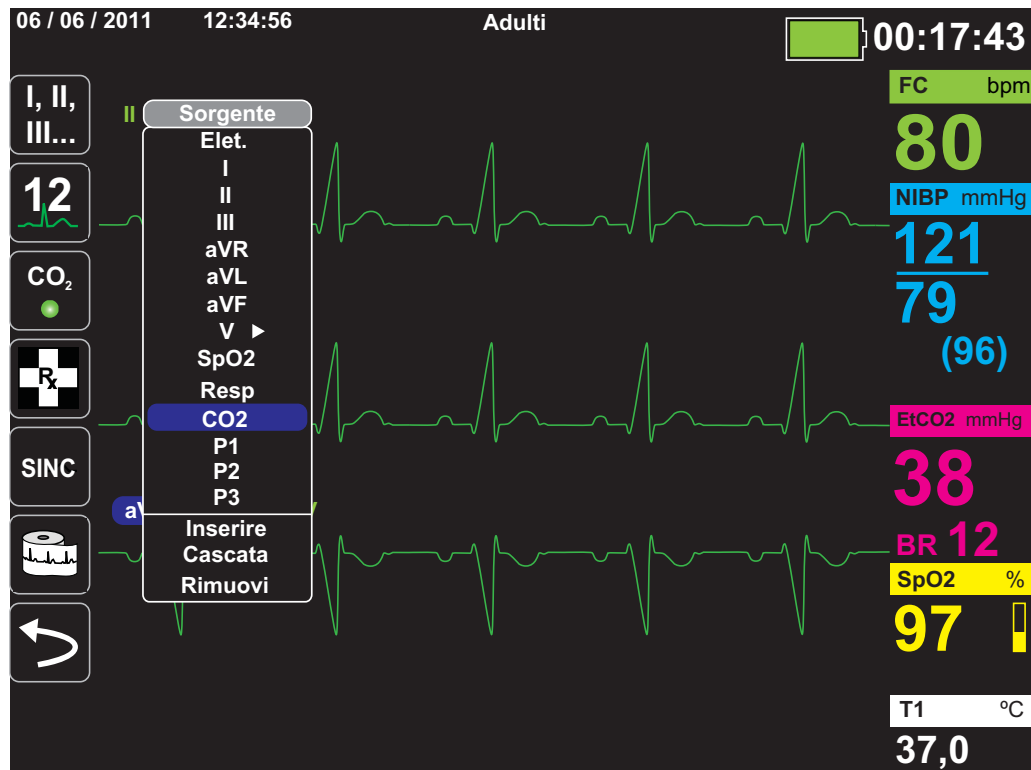 06 / 06 / 2011 12:34:56 Adulti 00:17:43
I, II,
III...
12
CO₂
Rx
SINC
II
Sorgente
Elet.
I
II
III
aVR
aVL
aVF
V
SpO2
Resp
CO2
P1
P2
P3
Inserire
Cascata
Rimuovi
FC bpm
80
NIBP mmHg
121
79
(96)
EtCO2 mmHg
38
BR 12
SpO2 %
97
T1 ºC
37,0